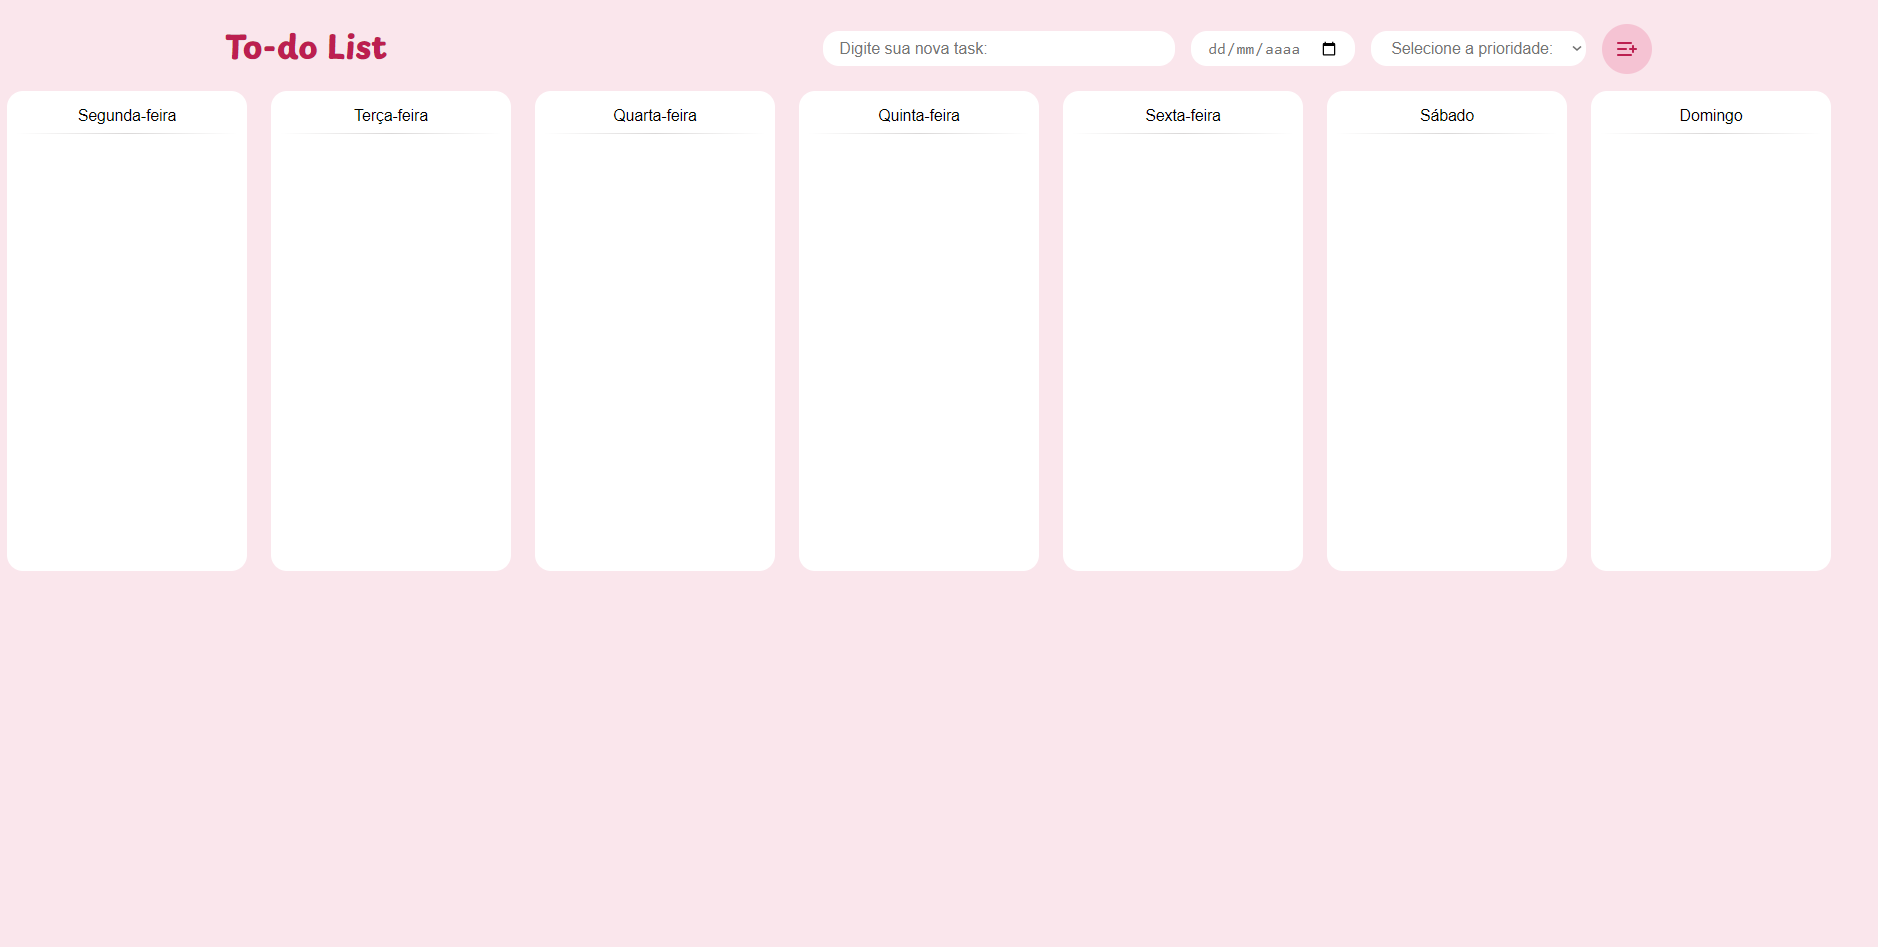 To-do List
Digite sua nova task:
dd/mm/aaaa
Selecione a prioridade:
Segunda-feira
Terça-feira
Quarta-feira
Quinta-feira
Sexta-feira
Sábado
Domingo